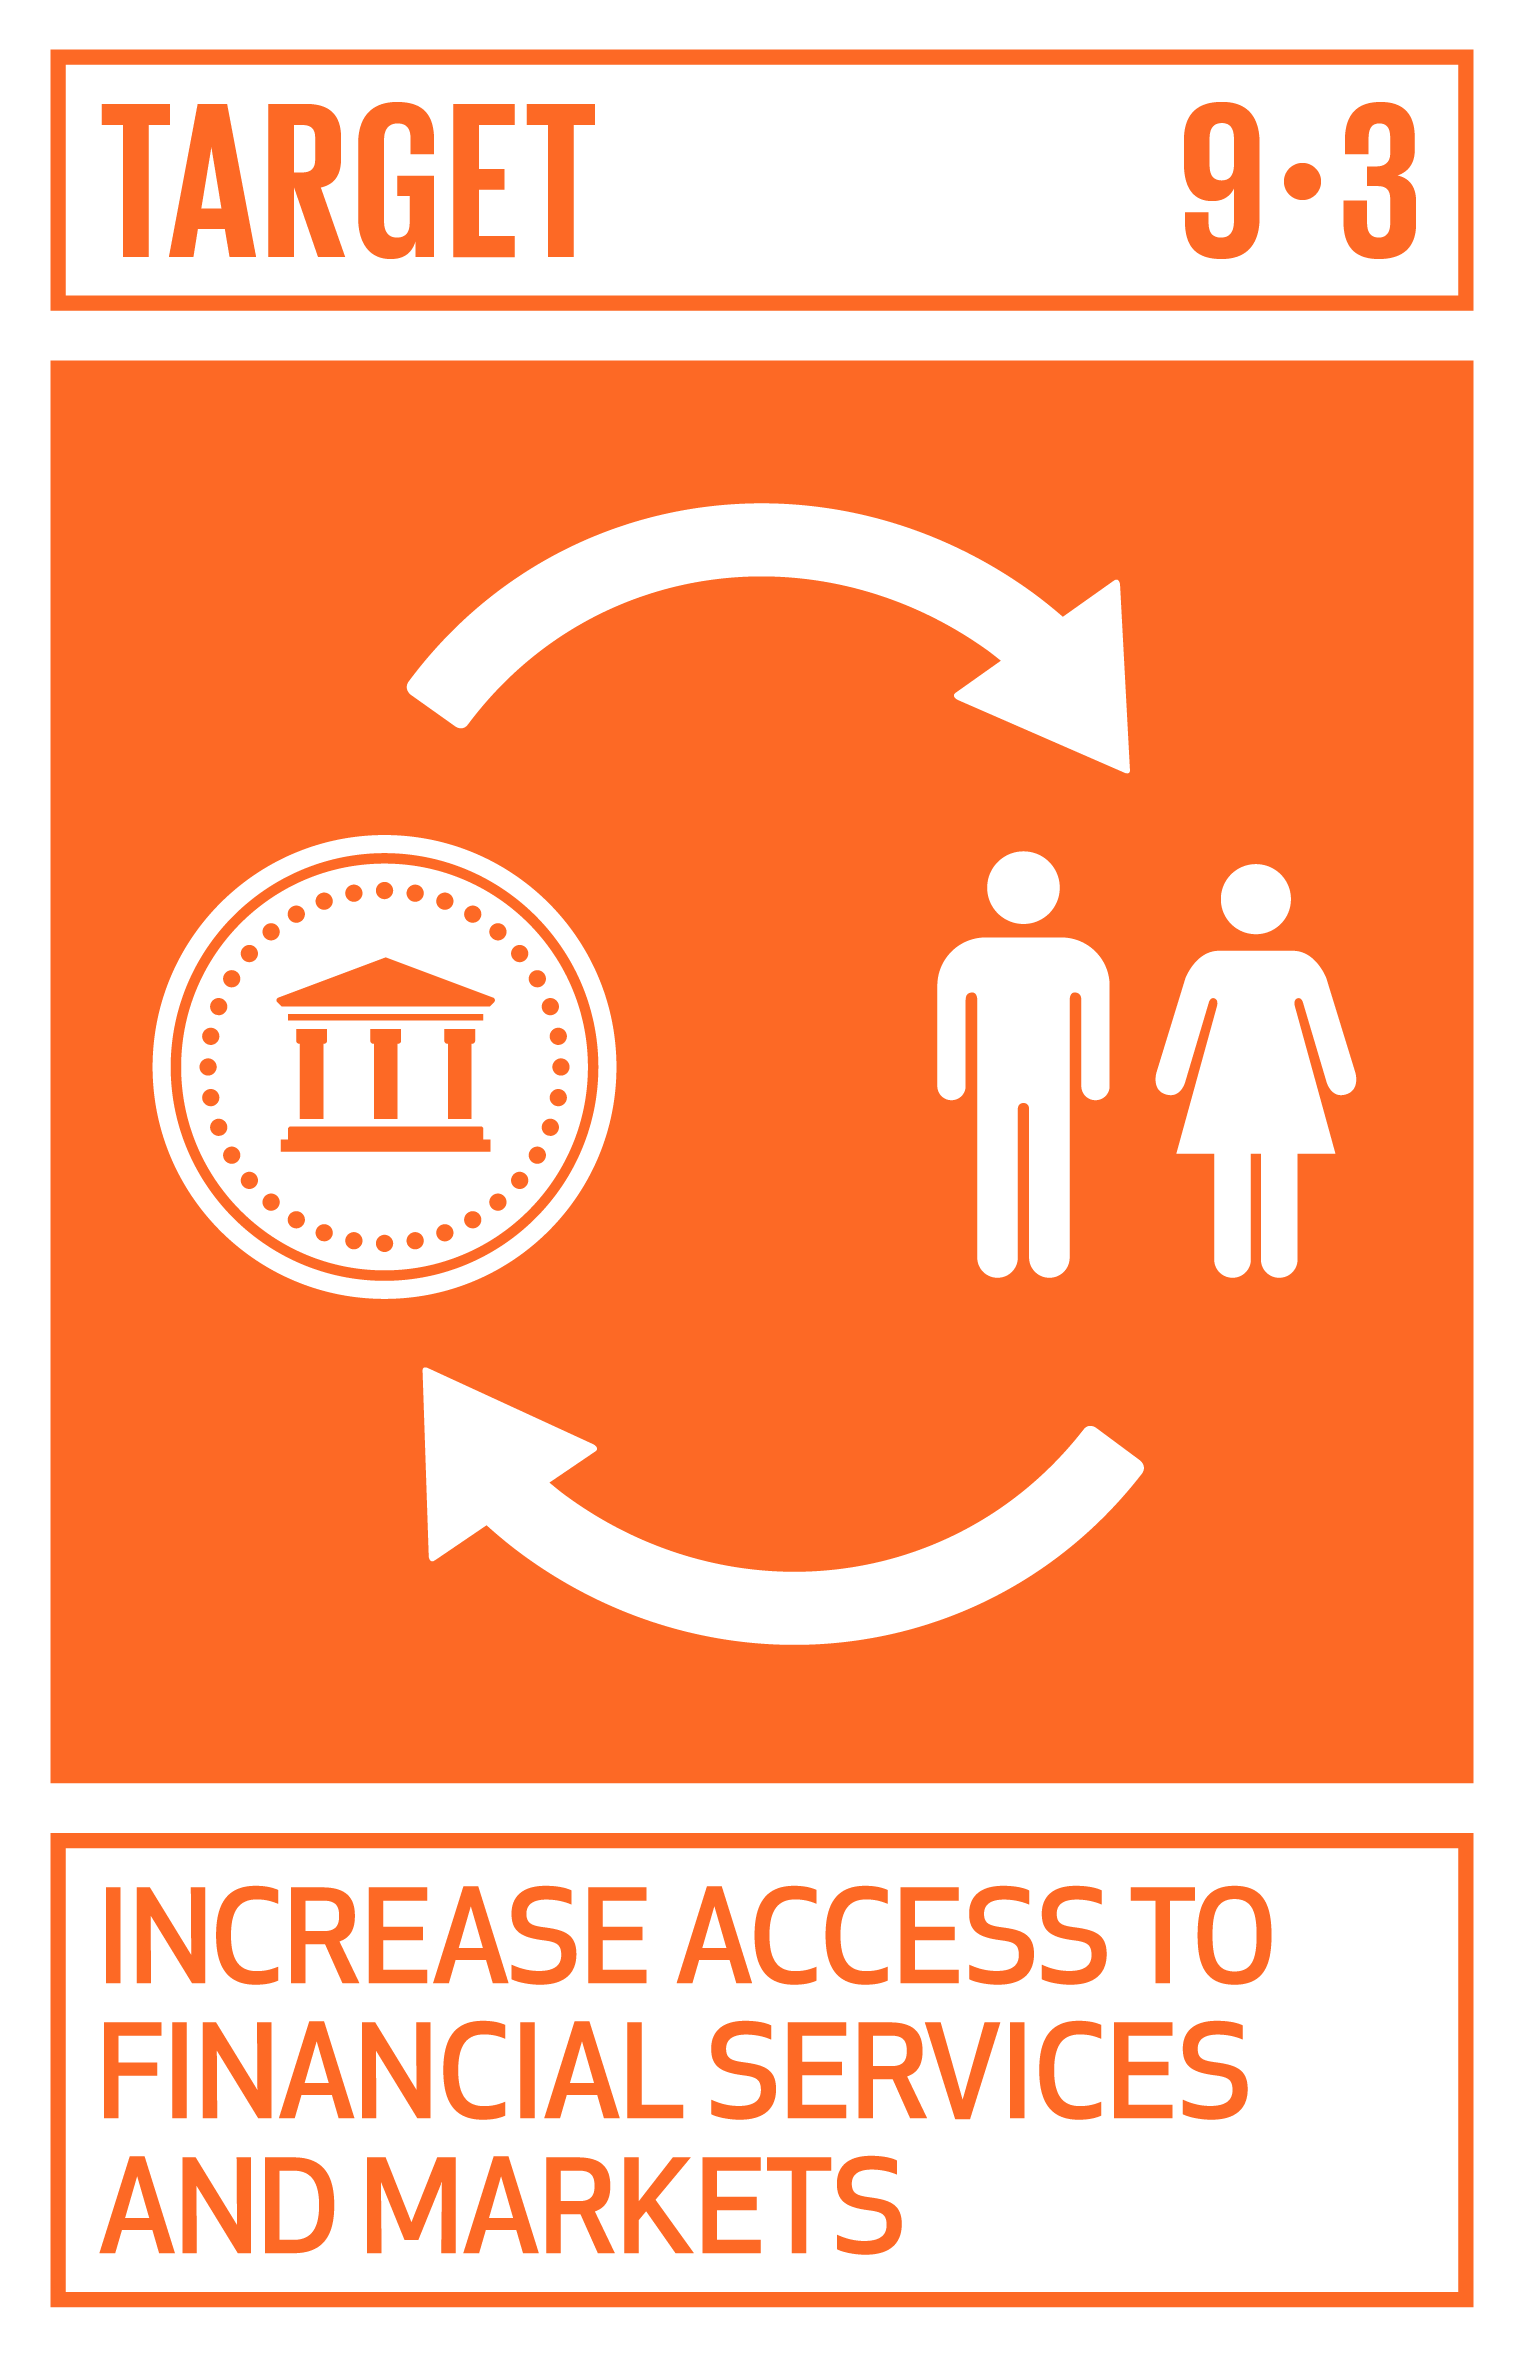 TARGET 9·3
INCREASE ACCESS TO
FINANCIAL SERVICES
AND MARKETS